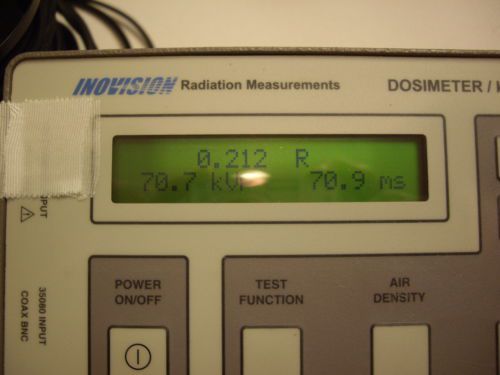 INOVISION Radiation Measurements
DOSIMETER /
0.212 R
70.7 70.9 ms
35080 INPUT
COAX BNC
POWER
ON/OFF
TEST
FUNCTION
AIR
DENSITY